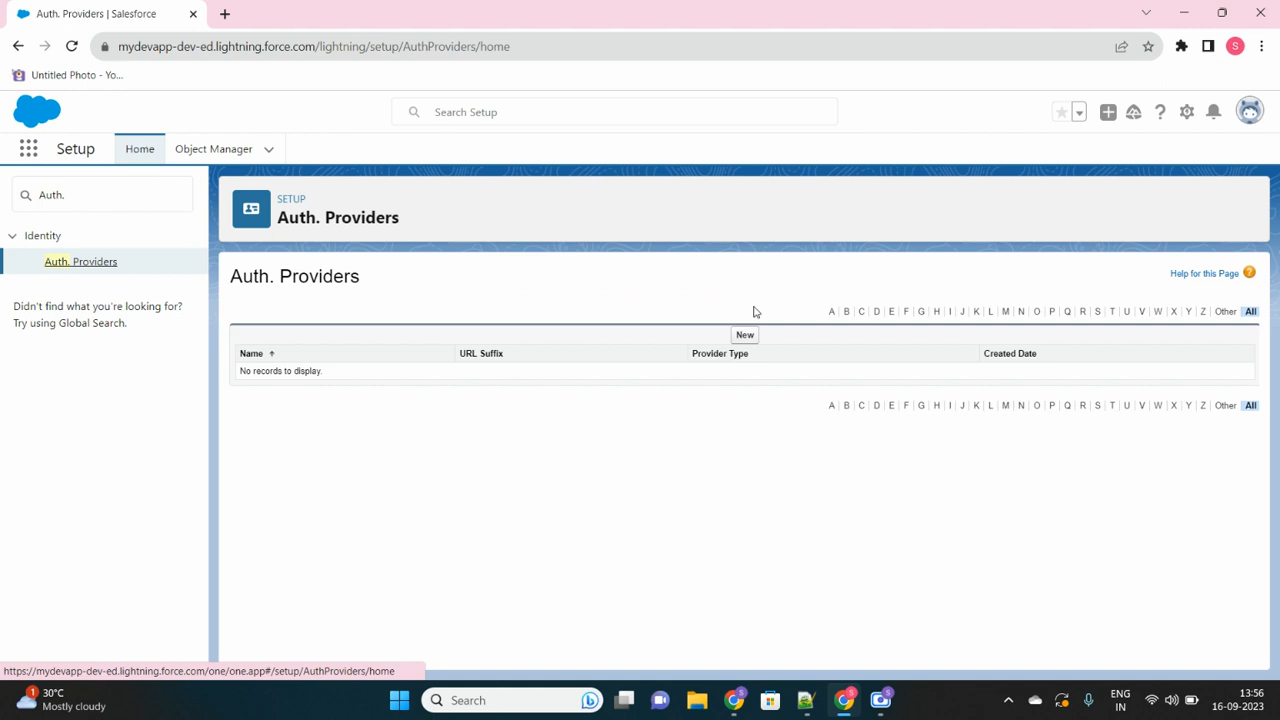 Auth. Providers | Salesforce
mydevapp-dev-ed.lightning.force.com/lightning/setup/AuthProviders/home
S
Untitled Photo - Yo...
Search Setup
Setup
Home
Object Manager
Auth.
Identity
Auth. Providers
Didn't find what you're looking for?
Try using Global Search.
SETUP
Auth. Providers
Auth. Providers
Help for this Page ?
A | B | C | D | E | F | G | H | I | J | K | L | M | N | O | P | Q | R | S | T | U | V | W | X | Y | Z | Other | All
New
Name URL Suffix Provider Type Created Date
No records to display.
A | B | C | D | E | F | G | H | I | J | K | L | M | N | O | P | Q | R | S | T | U | V | W | X | Y | Z | Other | All
https://mydevapp-dev-ed.lightning.force.com/one/one.app#/setup/AuthProviders/home
1
30°C
Mostly cloudy
Search
ENG
IN
13:56
16-09-2023